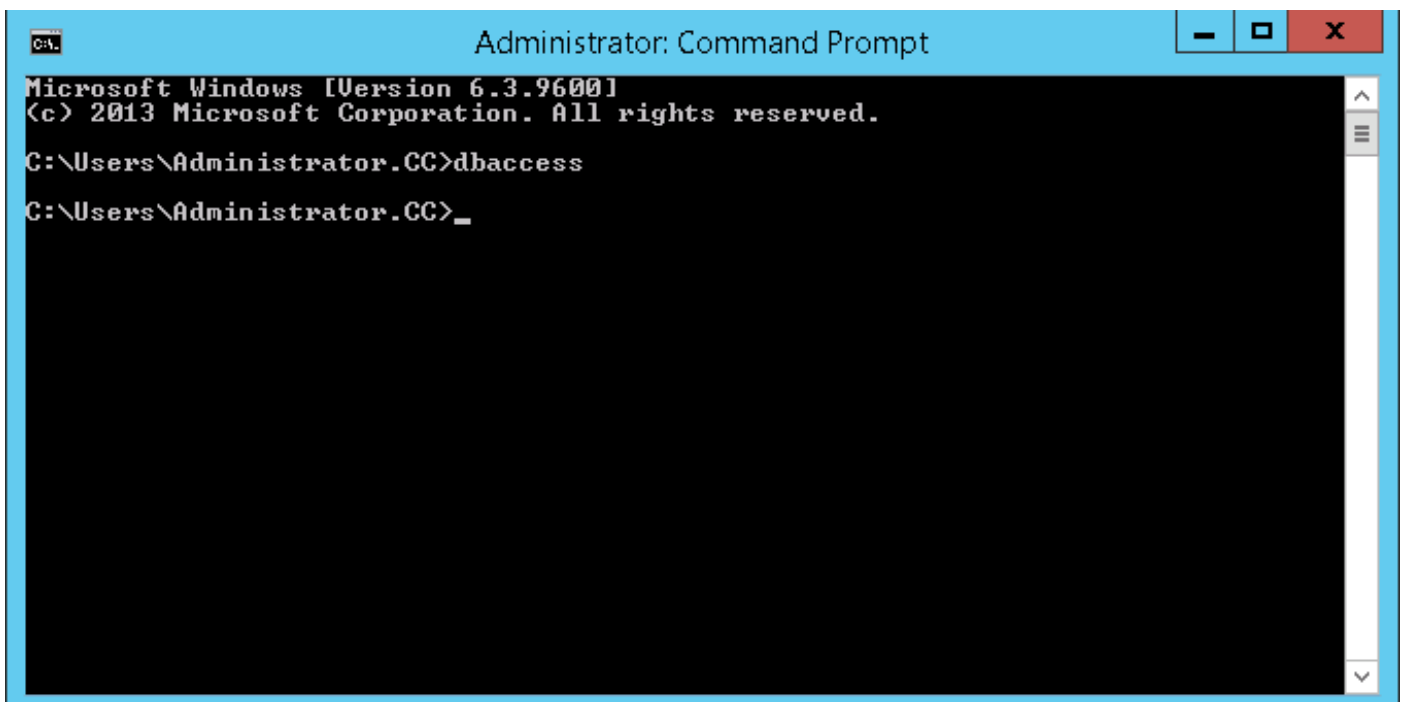 Administrator: Command Prompt
Microsoft Windows [Version 6.3.9600]
(c) 2013 Microsoft Corporation. All rights reserved.
C:\Users\Administrator.CC>dbaccess
C:\Users\Administrator.CC>_